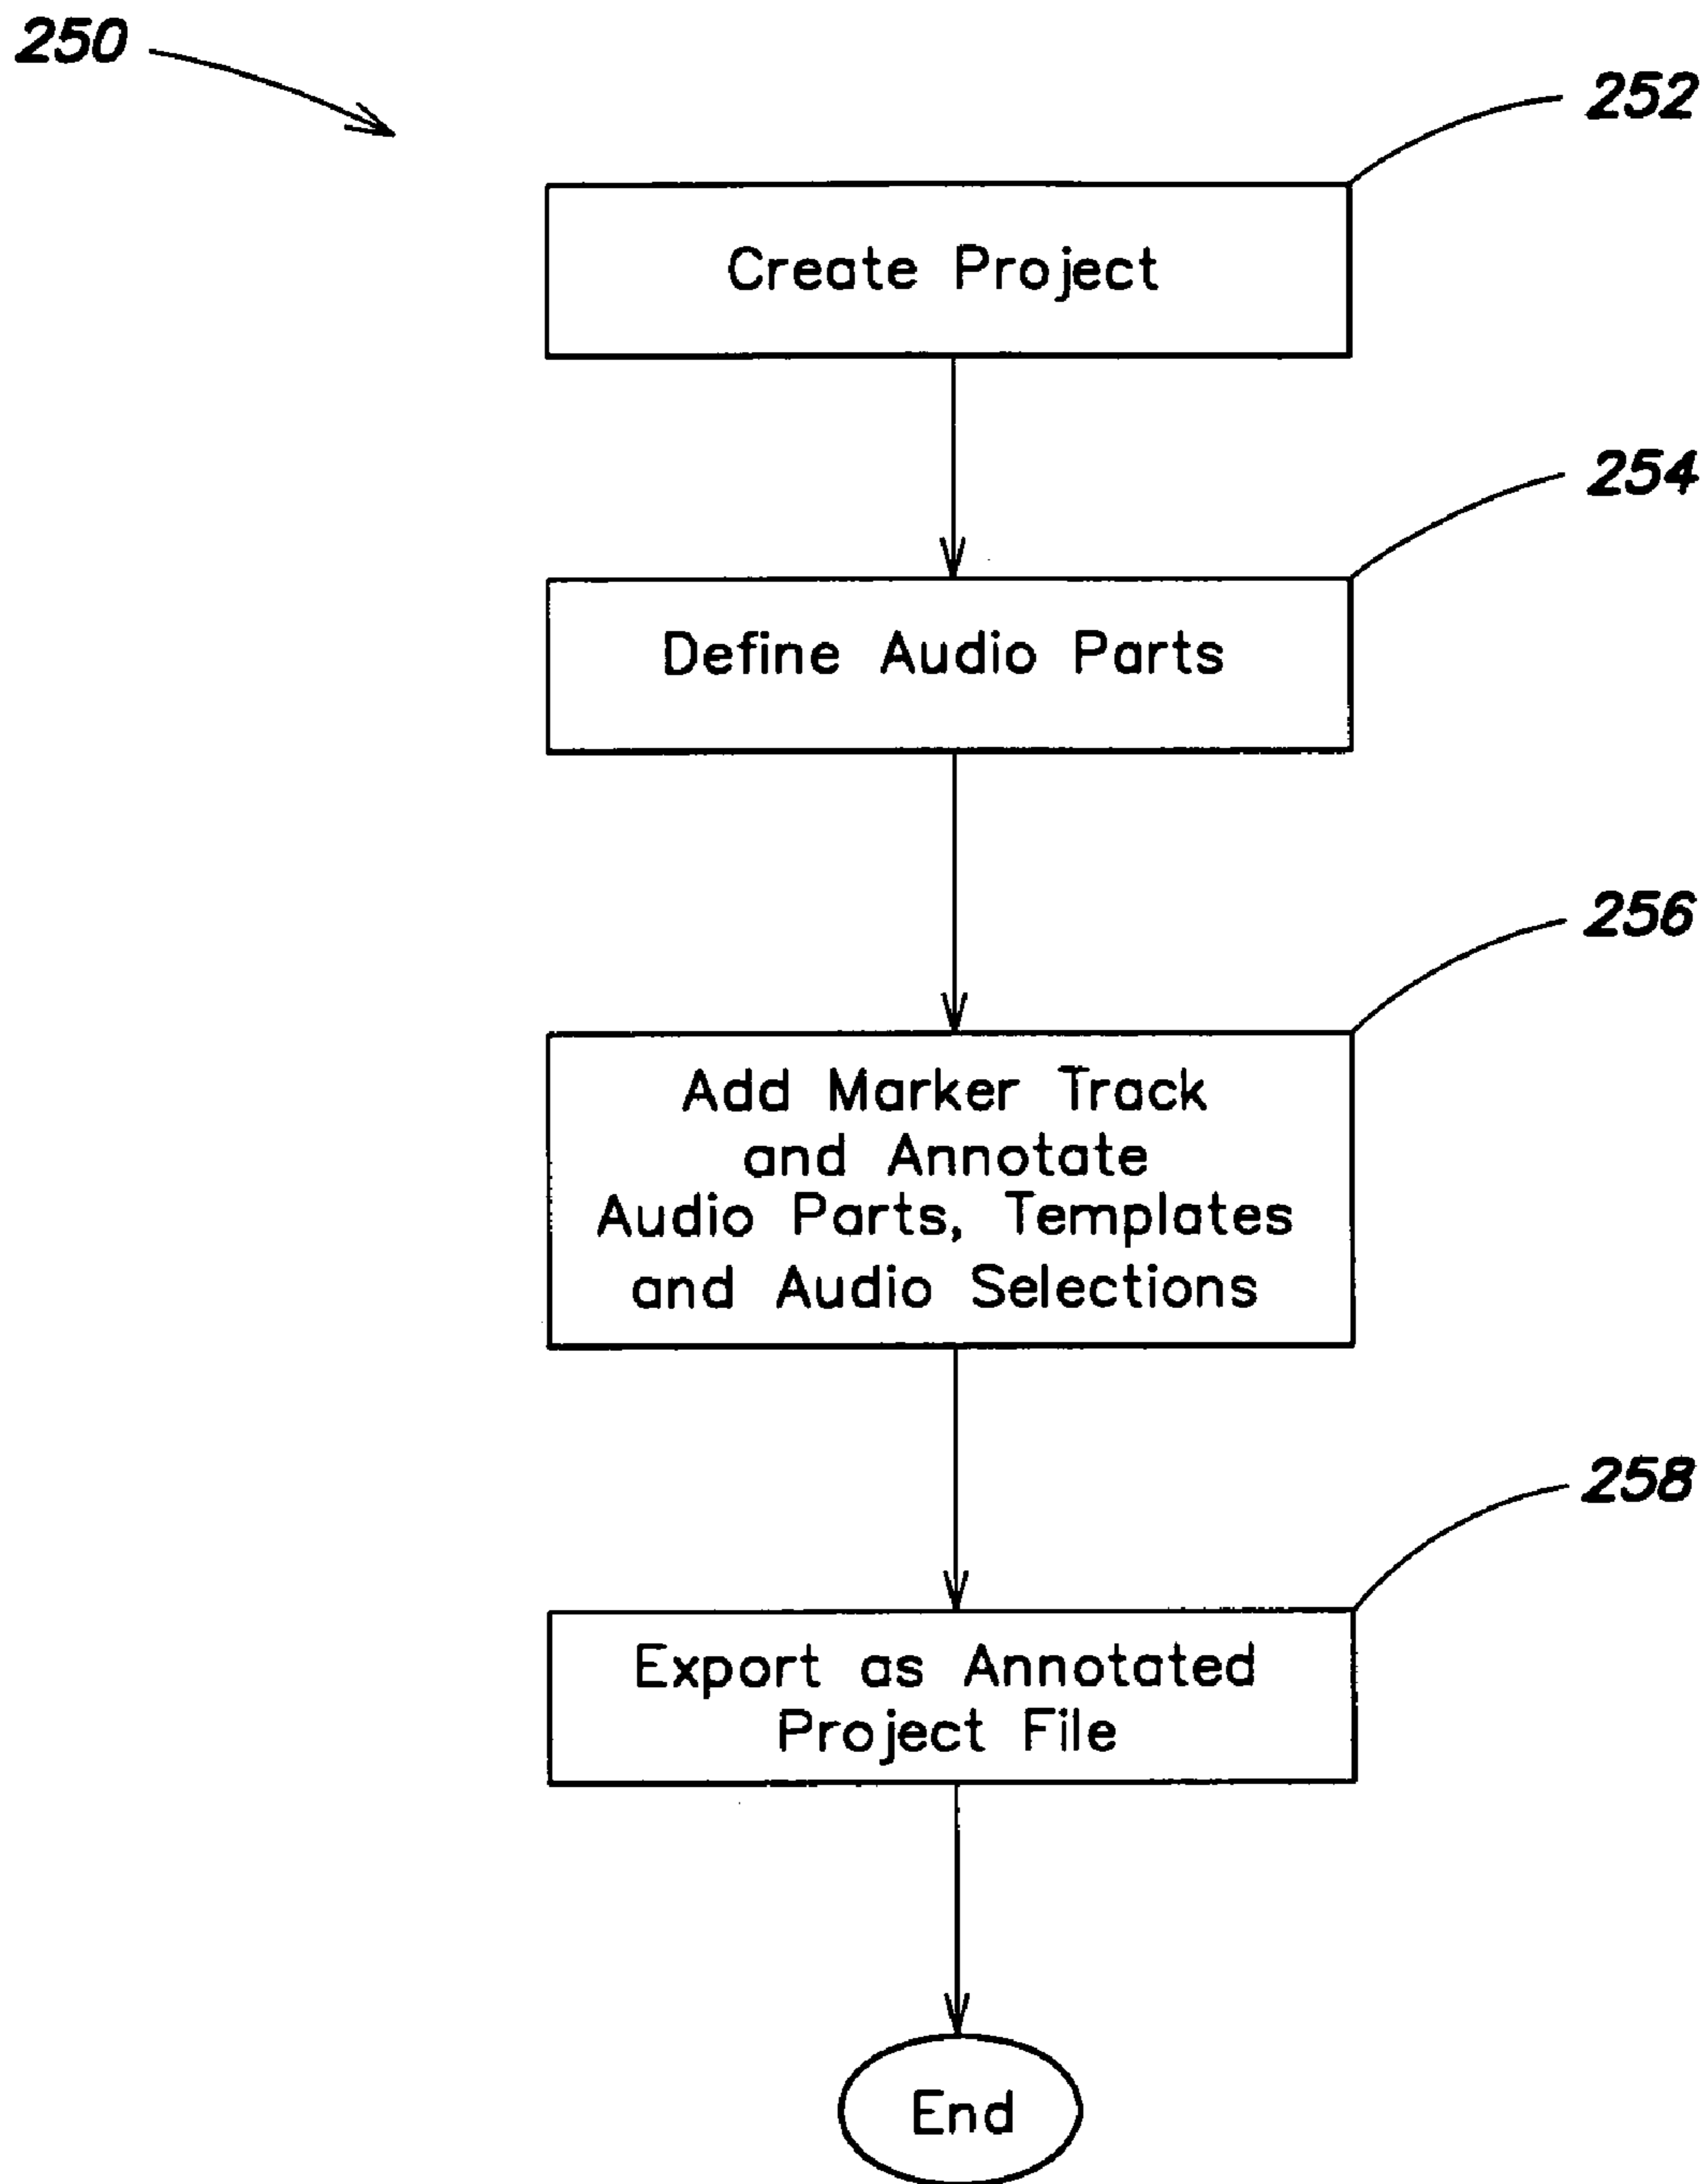 250
252
Create Project
254
Define Audio Parts
256
Add Marker Track
and Annotate
Audio Parts, Templates
and Audio Selections
258
Export as Annotated
Project File
End